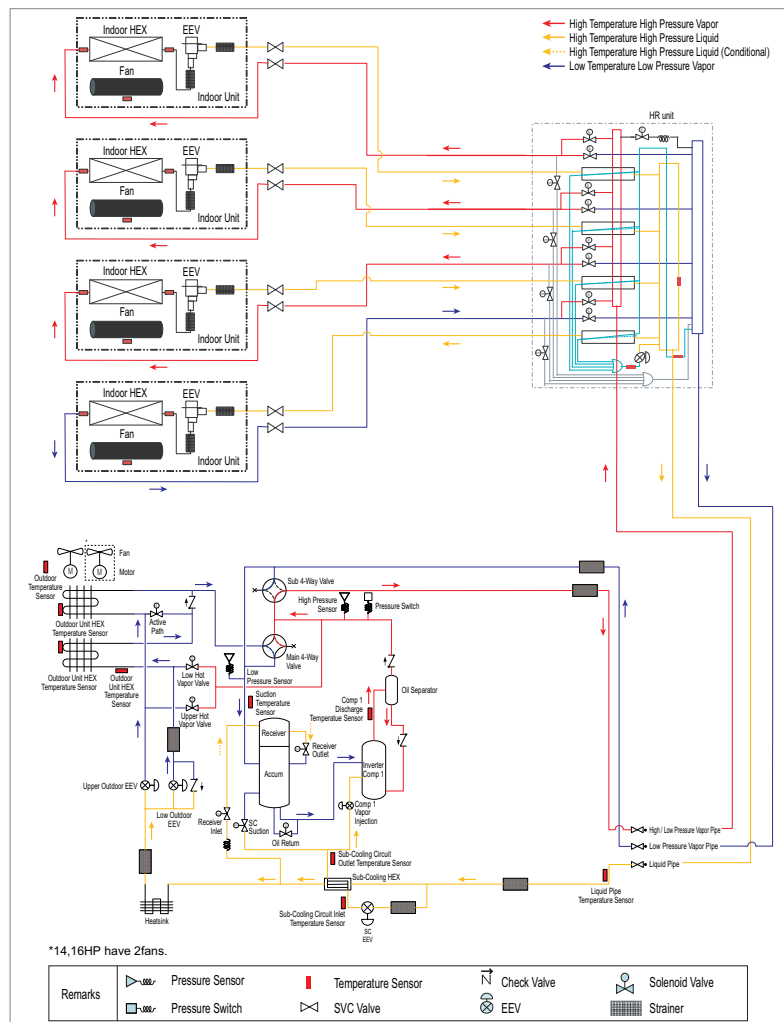 High Temperature High Pressure Vapor
High Temperature High Pressure Liquid
High Temperature High Pressure Liquid (Conditional)
Low Temperature Low Pressure Vapor
Indoor HEX
EEV
Fan
Indoor Unit
HR unit
Indoor HEX
EEV
Fan
Indoor Unit
Indoor HEX
EEV
Fan
Indoor Unit
Indoor HEX
EEV
Fan
Indoor Unit
*
Fan
M
M
Motor
Outdoor
Temperature
Sensor
Sub 4-Way Valve
High Pressure
Sensor
Pressure Switch
Active
Path
Outdoor Unit HEX
Temperature Sensor
Main 4-Way
Valve
Outdoor Unit HEX
Temperature Sensor
Outdoor
Unit HEX
Temperature
Sensor
Low Hot
Vapor Valve
Low
Pressure Sensor
Suction
Temperature
Sensor
Upper Hot
Vapor Valve
Oil Separator
Comp 1
Discharge
Temperatue Sensor
Receiver
Receiver
Outlet
Accum
Inverter
Comp 1
Upper Outdoor EEV
Low Outdoor
EEV
Receiver
Inlet
SC
Suction
Oil Return
Comp 1
Vapor
Injection
High / Low Pressure Vapor Pipe
Low Pressure Vapor Pipe
Liquid Pipe
Sub-Cooling Circuit
Outlet Temperature Sensor
Sub-Cooling HEX
Liquid Pipe
Temperature Sensor
Heatsink
Sub-Cooling Circuit Inlet
Temperature Sensor
SC
EEV
*14,16HP have 2fans.
Remarks
Pressure Sensor
Temperature Sensor
Check Valve
Solenoid Valve
Pressure Switch
SVC Valve
EEV
Strainer